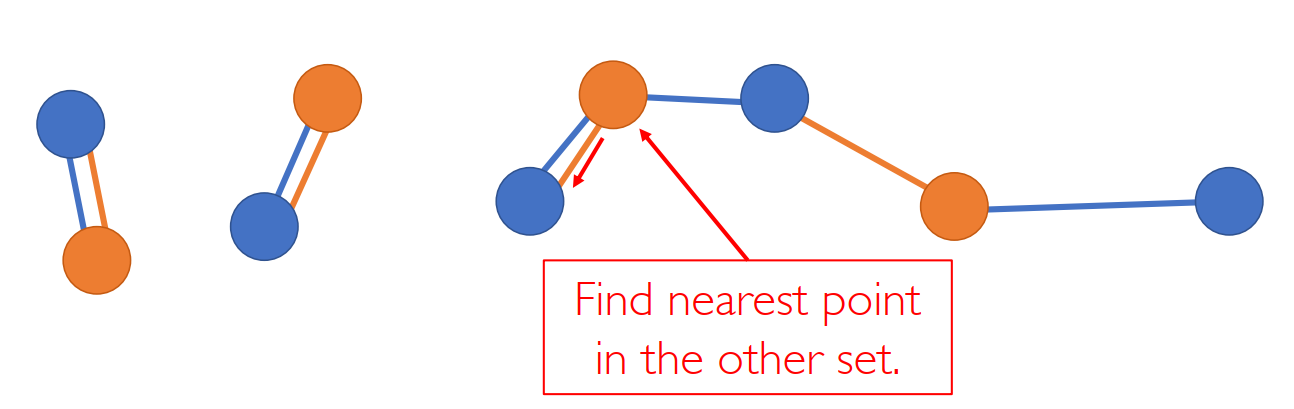 Find nearest point
in the other set.